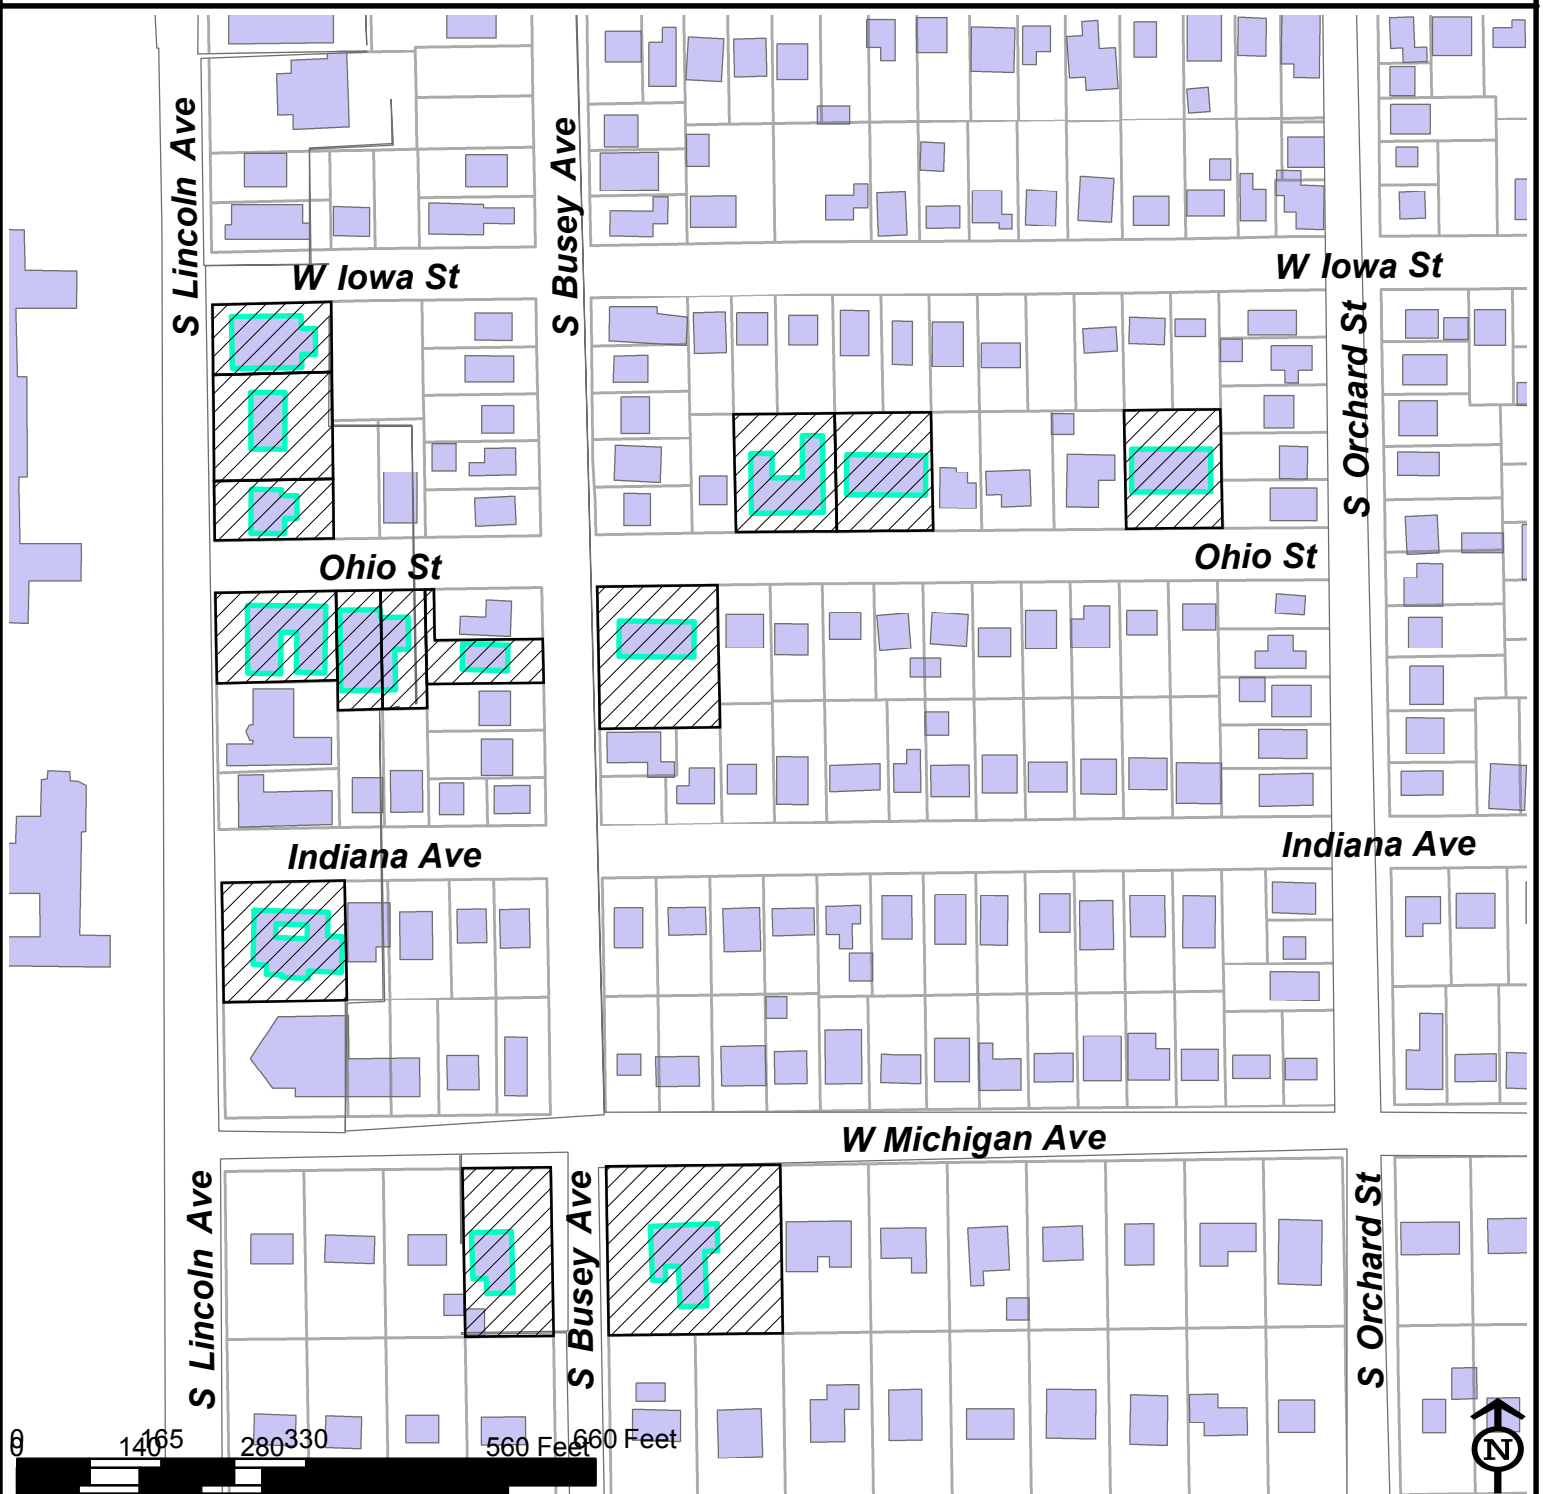 S Lincoln Ave
S Busey Ave
W Iowa St
W Iowa St
S Orchard St
Ohio St
Ohio St
Indiana Ave
Indiana Ave
W Michigan Ave
S Lincoln Ave
S Busey Ave
S Orchard St
0 165 330 660 Feet
0 140 280 560 Feet
N